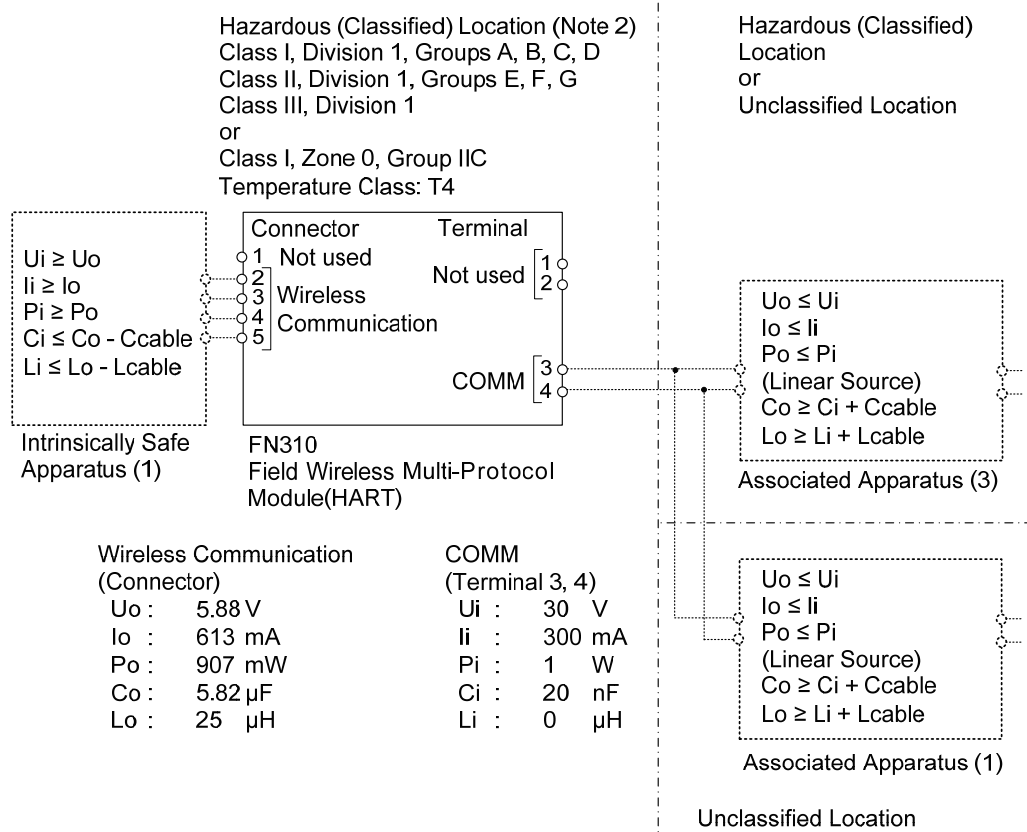 Hazardous (Classified) Location (Note 2)
Class I, Division 1, Groups A, B, C, D
Class II, Division 1, Groups E, F, G
Class III, Division 1
or
Class I, Zone 0, Group IIC
Temperature Class: T4
Hazardous (Classified)
Location
or
Unclassified Location
Ui ≥ Uo
Ii ≥ Io
Pi ≥ Po
Ci ≤ Co - Ccable
Li ≤ Lo - Lcable
Intrinsically Safe
Apparatus (1)
Connector
1 Not used
2
3 Wireless
4 Communication
5
Terminal
Not used
1
2
COMM
3
4
FN310
Field Wireless Multi-Protocol
Module(HART)
Uo ≤ Ui
Io ≤ Ii
Po ≤ Pi
(Linear Source)
Co ≥ Ci + Ccable
Lo ≥ Li + Lcable
Associated Apparatus (3)
Wireless Communication
(Connector)
Uo : 5.88 V
Io : 613 mA
Po : 907 mW
Co : 5.82 µF
Lo : 25 µH
COMM
(Terminal 3, 4)
Ui : 30 V
Ii : 300 mA
Pi : 1 W
Ci : 20 nF
Li : 0 µH
Uo ≤ Ui
Io ≤ Ii
Po ≤ Pi
(Linear Source)
Co ≥ Ci + Ccable
Lo ≥ Li + Lcable
Associated Apparatus (1)
Unclassified Location